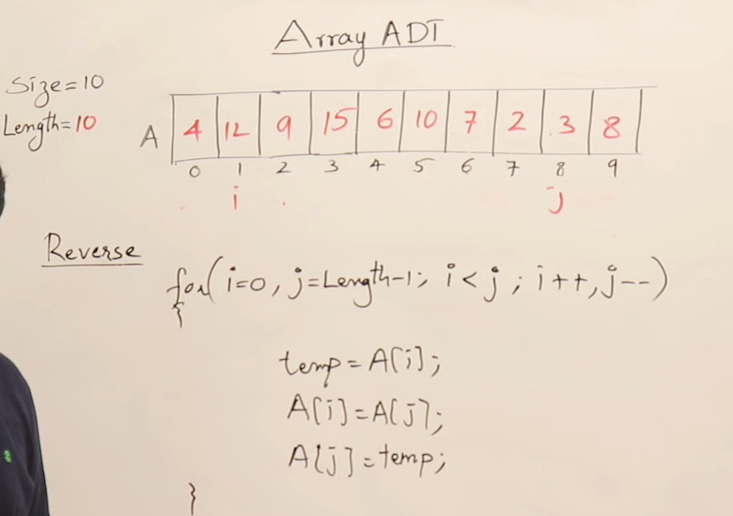 Array ADT
Size=10
Length=10
A 4 12 9 15 6 10 7 2 3 8
0 1 2 3 4 5 6 7 8 9
i j
Reverse
for(i=0, j=Length-1; i<j; i++, j--)
{
temp=A[i];
A[i]=A[j];
A[j]=temp;
}